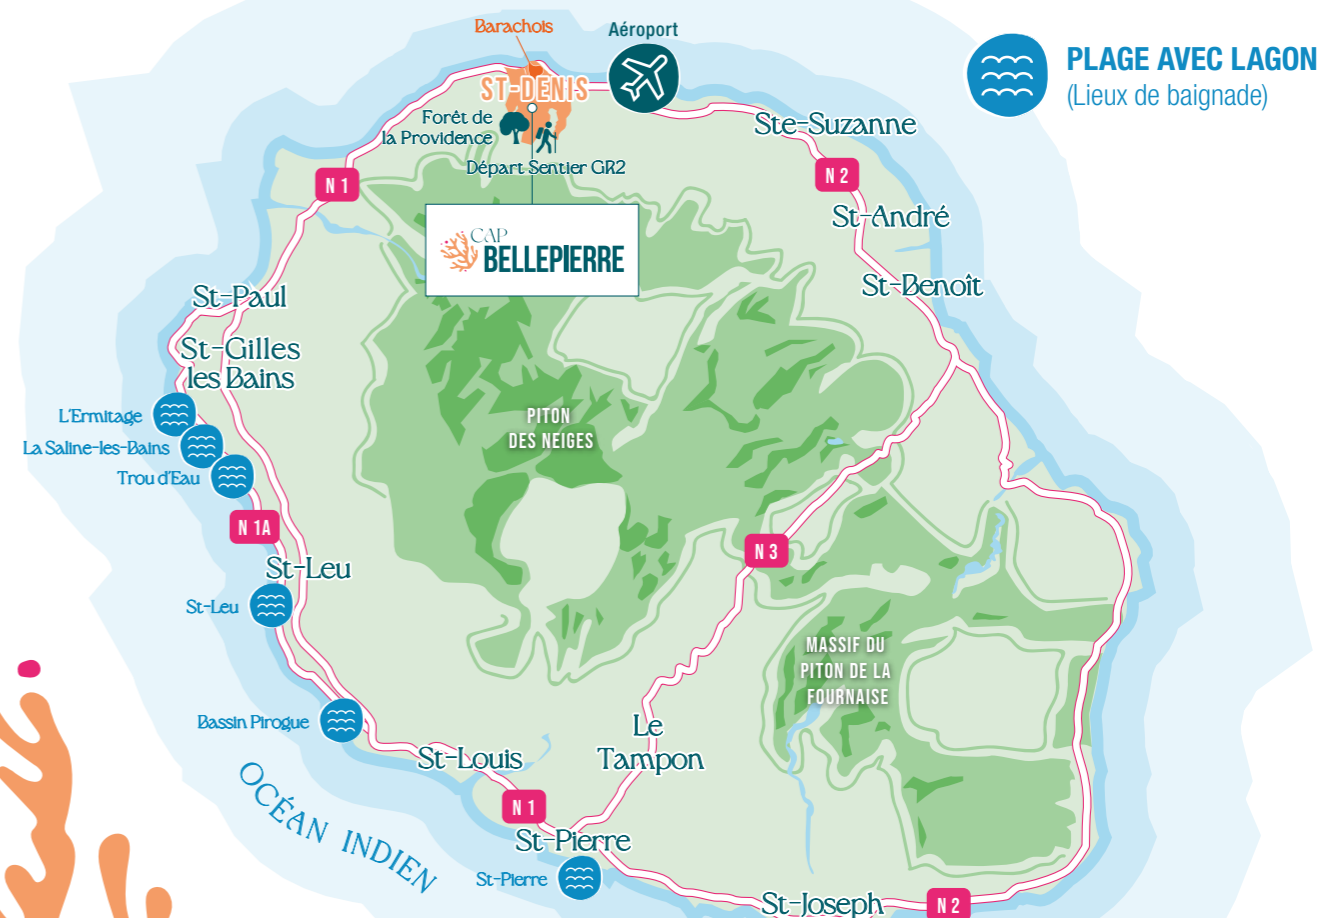 Barachois
Aéroport
PLAGE AVEC LAGON
(Lieux de baignade)
ST-DENIS
Forêt de
la Providence
Départ Sentier GR2
Ste-Suzanne
N 1
N 2
St-André
CAP
BELLEPIERRE
St-Benoît
St-Paul
St-Gilles
les Bains
L'Ermitage
La Saline-les-Bains
Trou d'Eau
PITON
DES NEIGES
N 1A
N 3
St-Leu
St-Leu
MASSIF DU
PITON DE LA
FOURNAISE
Bassin Pirogue
Le
Tampon
St-Louis
OCÉAN INDIEN
N 1
St-Pierre
St-Pierre
St-Joseph
N 2